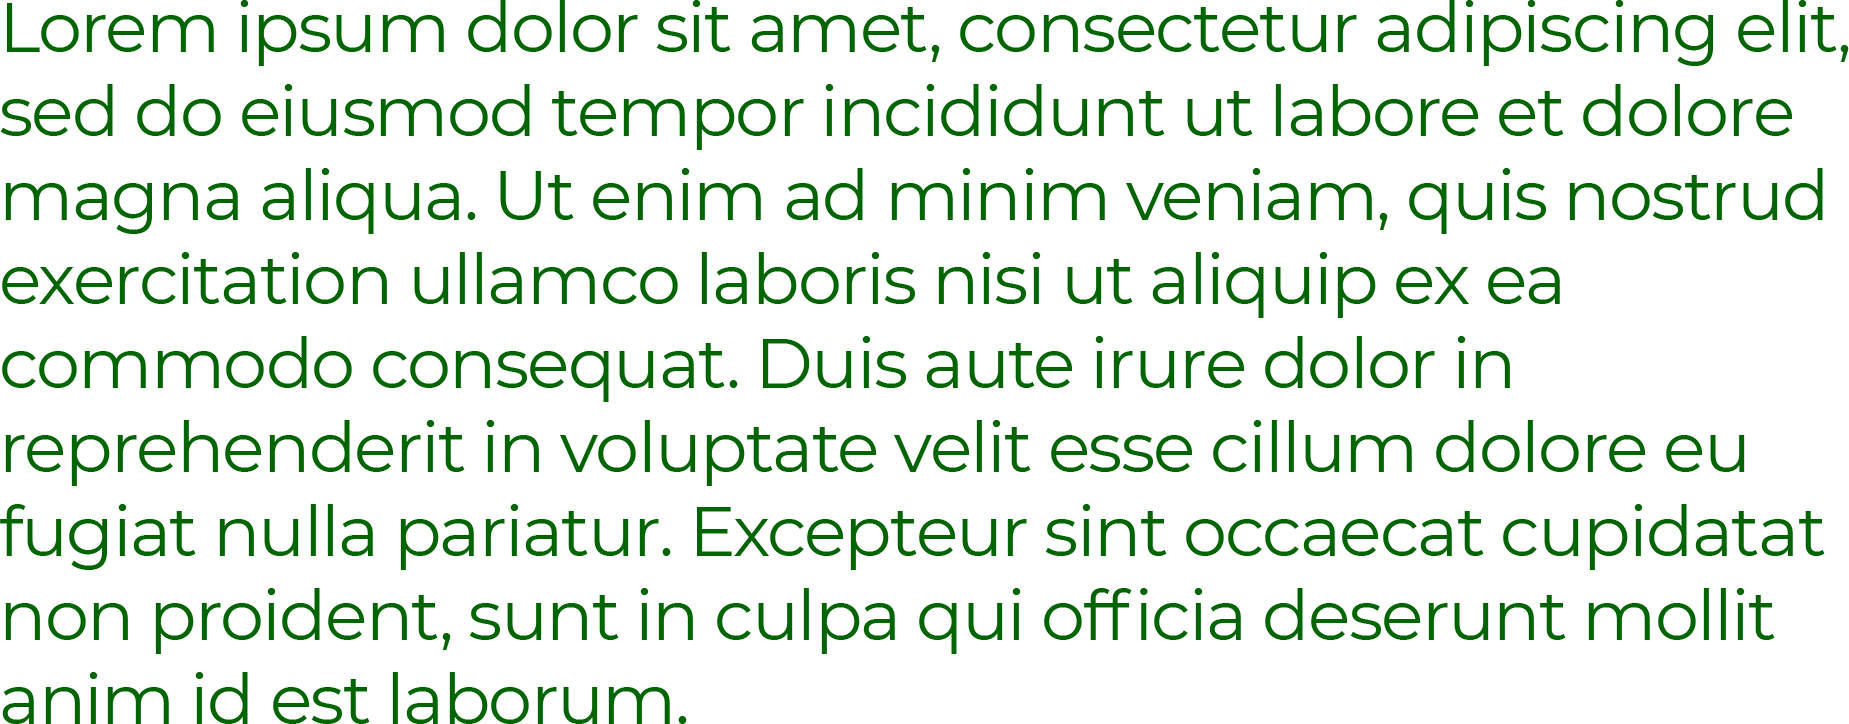 Lorem ipsum dolor sit amet, consectetur adipiscing elit,
sed do eiusmod tempor incididunt ut labore et dolore
magna aliqua. Ut enim ad minim veniam, quis nostrud
exercitation ullamco laboris nisi ut aliquip ex ea
commodo consequat. Duis aute irure dolor in
reprehenderit in voluptate velit esse cillum dolore eu
fugiat nulla pariatur. Excepteur sint occaecat cupidatat
non proident, sunt in culpa qui officia deserunt mollit
anim id est laborum.